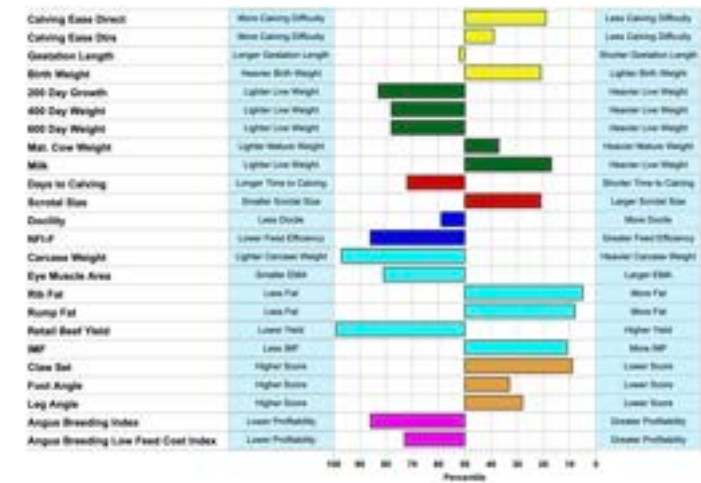 Calving Ease Direct More Calving Difficulty Less Calving Difficulty
Calving Ease Dtrs More Calving Difficulty Less Calving Difficulty
Gestation Length Longer Gestation Length Shorter Gestation Length
Birth Weight Heavier Birth Weight Lighter Birth Weight
200 Day Growth Lighter Live Weight Heavier Live Weight
400 Day Weight Lighter Live Weight Heavier Live Weight
600 Day Weight Lighter Live Weight Heavier Live Weight
Mat. Cow Weight Lighter Mature Weight Heavier Mature Weight
Milk Lighter Live Weight Heavier Live Weight
Days to Calving Longer Time to Calving Shorter Time to Calving
Scrotal Size Smaller Scrotal Size Larger Scrotal Size
Docility Less Docile More Docile
NFI-F Lower Feed Efficiency Greater Feed Efficiency
Carcase Weight Lighter Carcase Weight Heavier Carcase Weight
Eye Muscle Area Smaller EMA Larger EMA
Rib Fat Less Fat More Fat
Rump Fat Less Fat More Fat
Retail Beef Yield Lower Yield Higher Yield
IMF Less IMF More IMF
Claw Set Higher Score Lower Score
Foot Angle Higher Score Lower Score
Leg Angle Higher Score Lower Score
Angus Breeding Index Lower Profitability Greater Profitability
Angus Breeding Low Feed Cost Index Lower Profitability Greater Profitability
100 90 80 70 60 50 40 30 20 10 0
Percentile